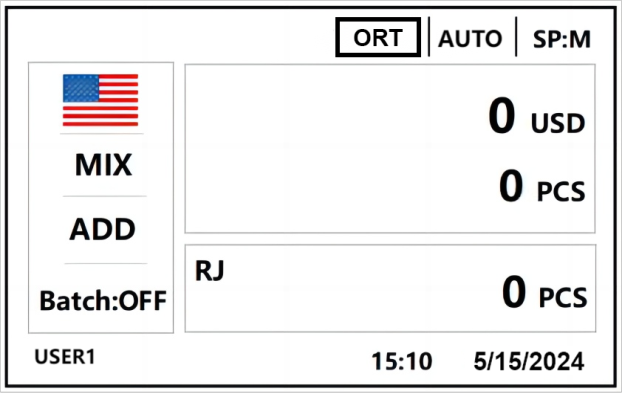 ORT AUTO SP:M
MIX
ADD
Batch:OFF
0 USD
0 PCS
RJ
0 PCS
USER1
15:10 5/15/2024